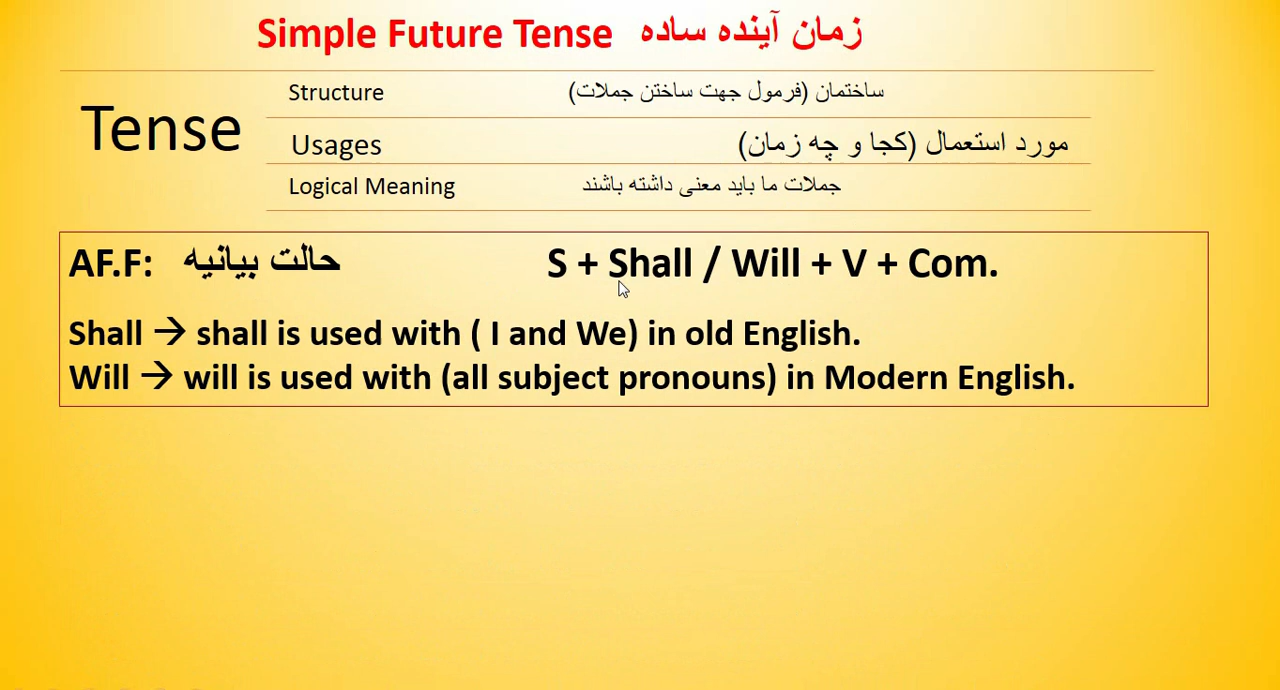 Simple Future Tense زمان آینده ساده
Tense
Structure ساختمان (فرمول جهت ساختن جملات)
Usages مورد استعمال (کجا و چه زمان)
Logical Meaning جملات ما باید معنی داشته باشند
AF.F: حالت بیانیه S + Shall / Will + V + Com.
Shall → shall is used with ( I and We) in old English.
Will → will is used with (all subject pronouns) in Modern English.